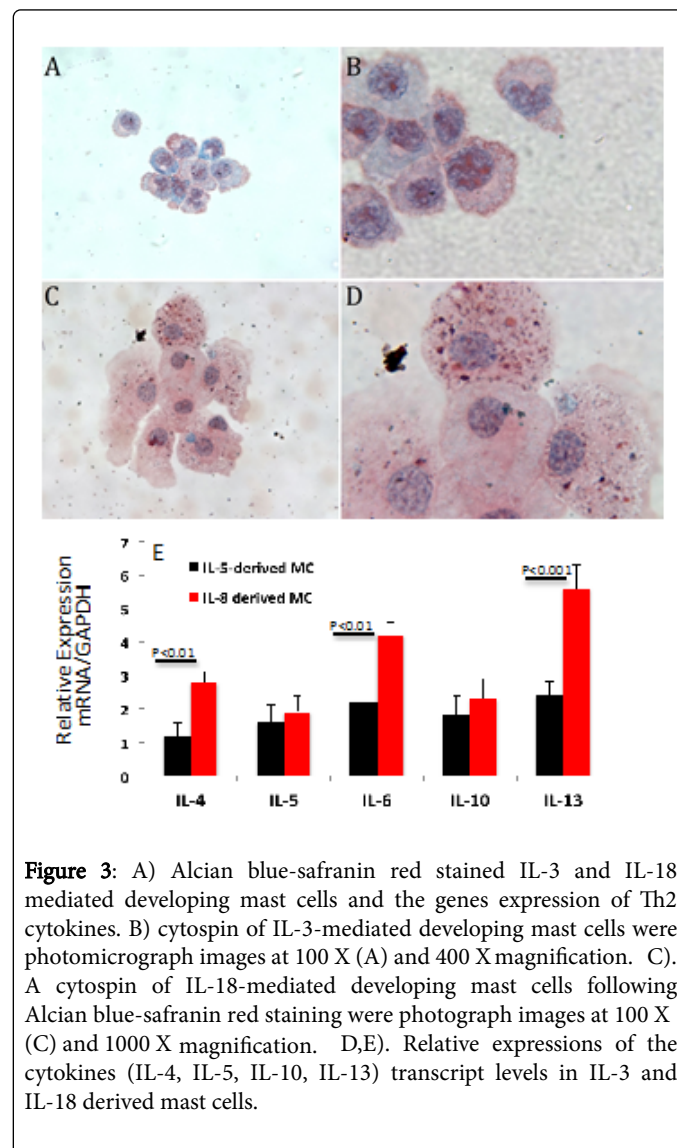 A
B
C
D
E
Relative Expression
mRNA/GAPDH
7
6
5
4
3
2
1
0
IL-5-derived MC
IL-8 derived MC
P<0.01
P<0.01
P<0.001
IL-4
IL-5
IL-6
IL-10
IL-13
Figure 3: A) Alcian blue-safranin red stained IL-3 and IL-18
mediated developing mast cells and the genes expression of Th2
cytokines. B) cytospin of IL-3-mediated developing mast cells were
photomicrograph images at 100 X (A) and 400 X magnification. C).
A cytospin of IL-18-mediated developing mast cells following
Alcian blue-safranin red staining were photograph images at 100 X
(C) and 1000 X magnification. D,E). Relative expressions of the
cytokines (IL-4, IL-5, IL-10, IL-13) transcript levels in IL-3 and
IL-18 derived mast cells.